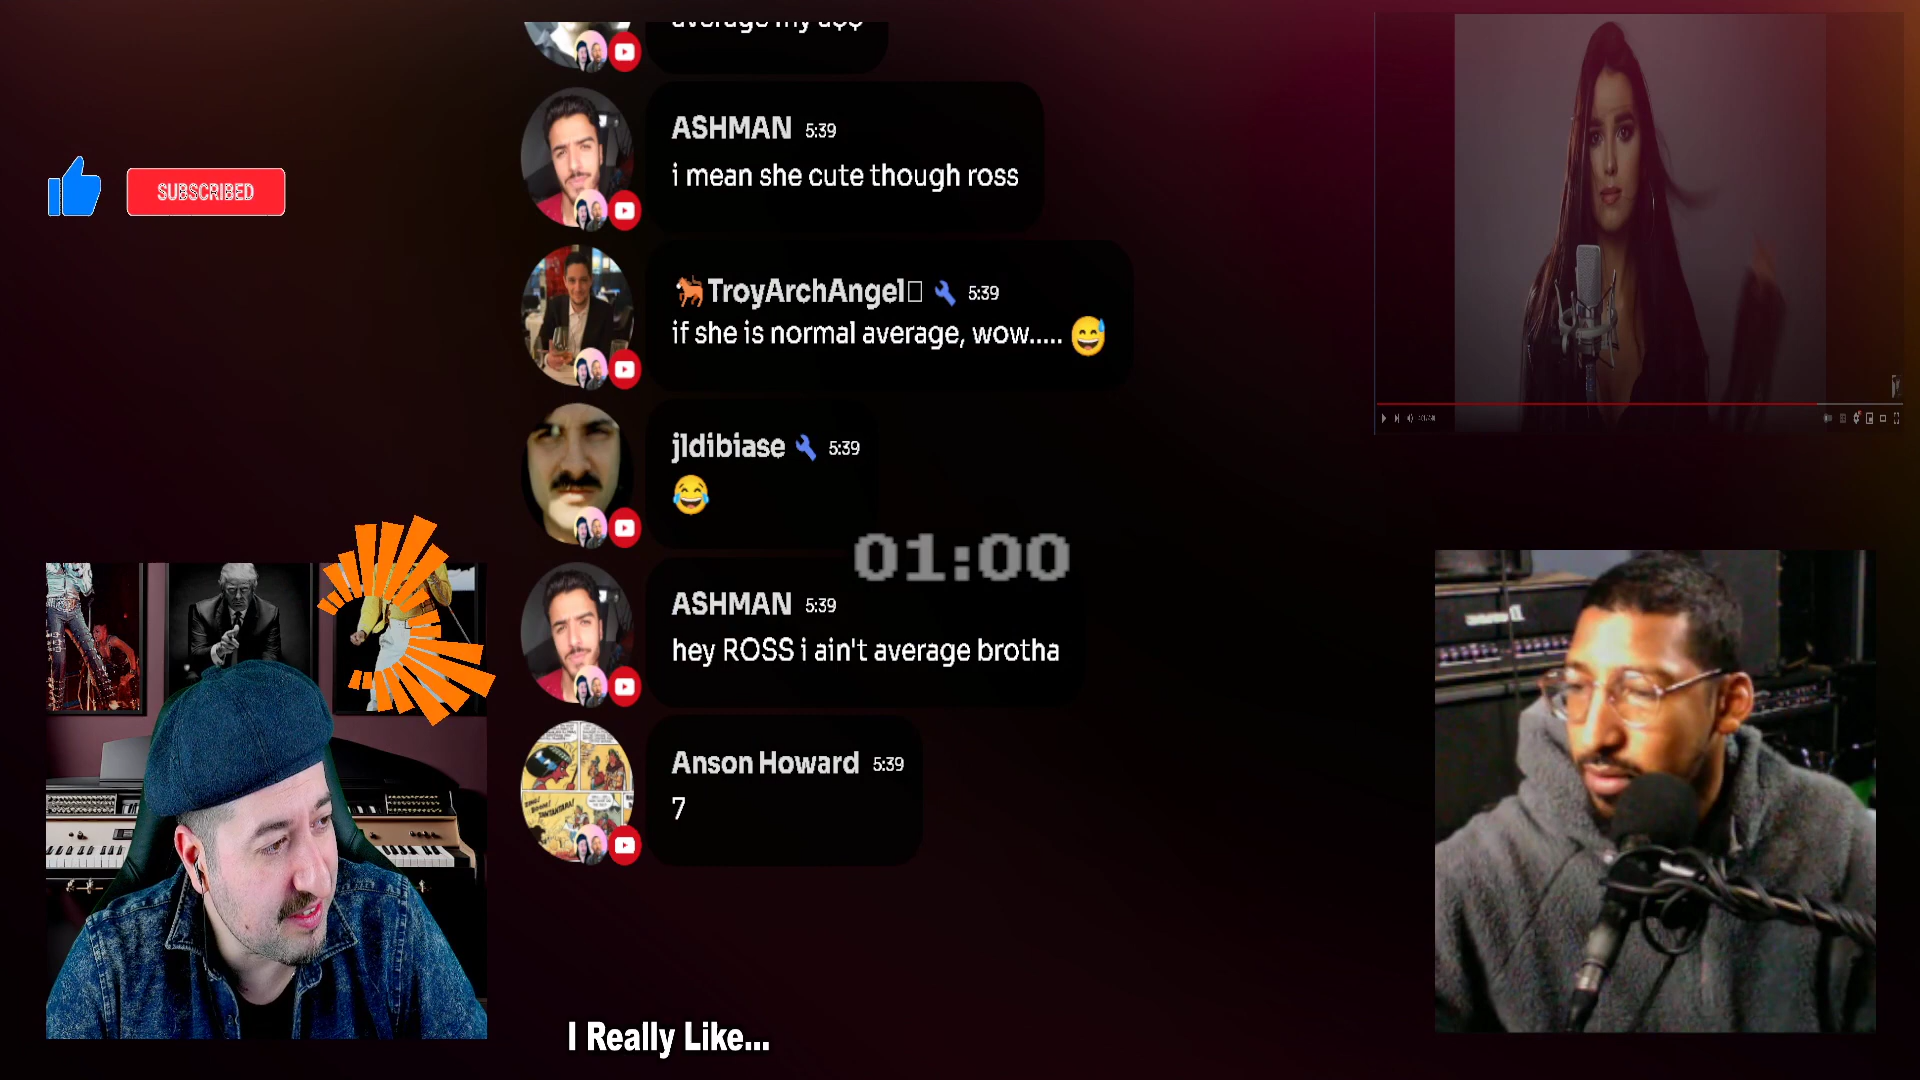 average my a$$
SUBSCRIBED
ASHMAN 5:39
i mean she cute though ross
TroyArchAngel 5:39
if she is normal average, wow.....
jldibiase 5:39
01:00
ASHMAN 5:39
hey ROSS i ain't average brotha
Anson Howard 5:39
7
I Really Like...